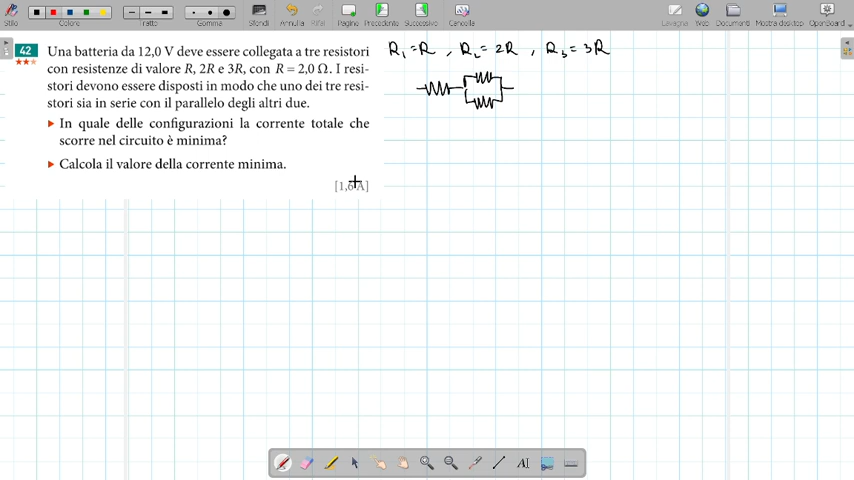 Stilo Colore Tratto Gomma Sfondi Annulla Rifai Pagine Precedente Successivo Cancella Lavagna Web Documenti Mostra desktop OpenBoard
42 Una batteria da 12,0 V deve essere collegata a tre resistori
con resistenze di valore R, 2R e 3R, con R = 2,0 Ω. I resi-
stori devono essere disposti in modo che uno dei tre resi-
stori sia in serie con il parallelo degli altri due.
In quale delle configurazioni la corrente totale che
scorre nel circuito è minima?
Calcola il valore della corrente minima.
[1,6 A]
R₁ = R , R₂ = 2R , R₃ = 3R
AI